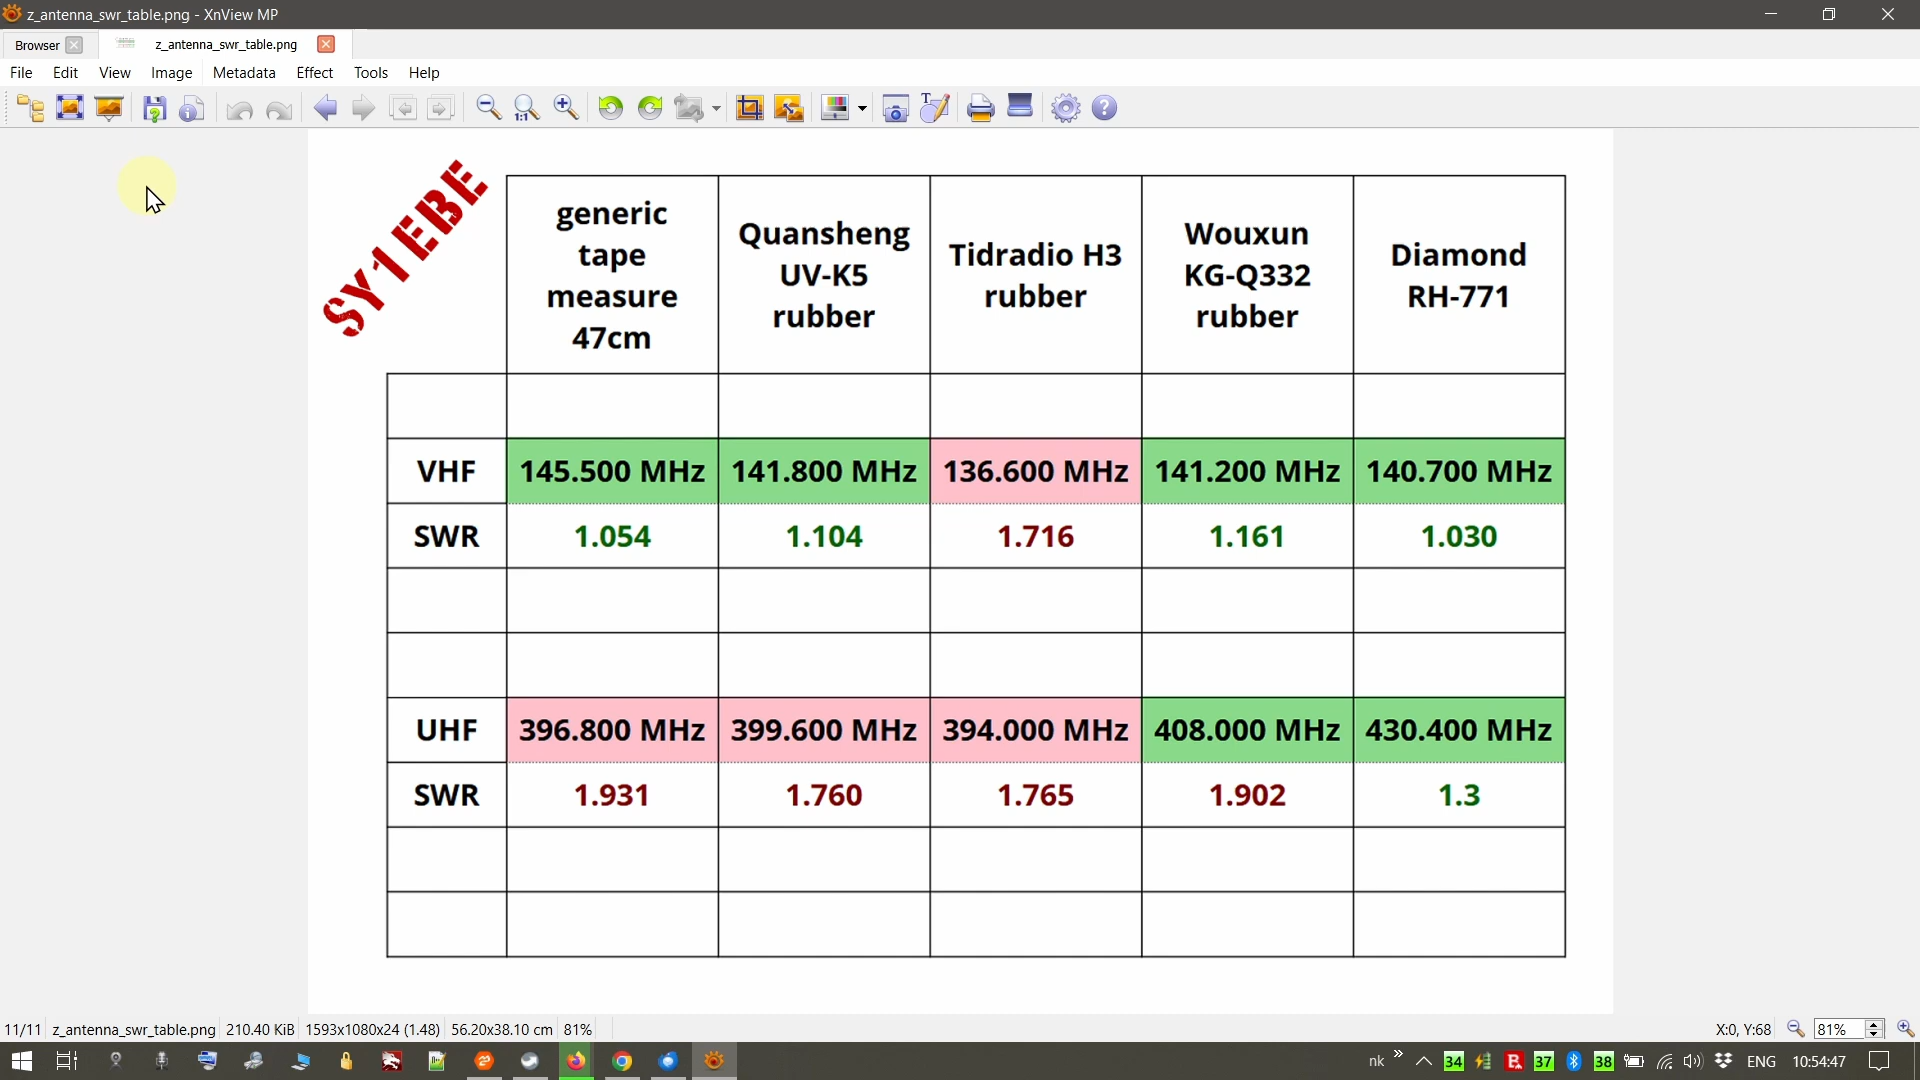 z_antenna_swr_table.png - XnView MP
Browser
z_antenna_swr_table.png
File Edit View Image Metadata Effect Tools Help
1:1
SY1EBE
generic
tape
measure
47cm
Quansheng
UV-K5
rubber
Tidradio H3
rubber
Wouxun
KG-Q332
rubber
Diamond
RH-771
VHF 145.500 MHz 141.800 MHz 136.600 MHz 141.200 MHz 140.700 MHz
SWR 1.054 1.104 1.716 1.161 1.030
UHF 396.800 MHz 399.600 MHz 394.000 MHz 408.000 MHz 430.400 MHz
SWR 1.931 1.760 1.765 1.902 1.3
11/11 z_antenna_swr_table.png 210.40 KiB 1593x1080x24 (1.48) 56.20x38.10 cm 81% X:0, Y:68 81%
nk 34 37 38 ENG 10:54:47